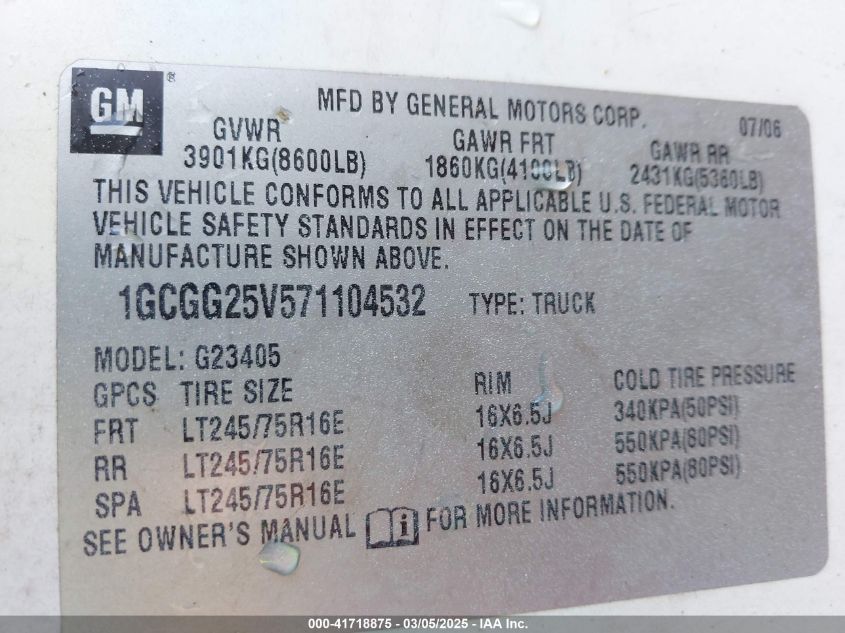 GM ®
MFD BY GENERAL MOTORS CORP. 07/06
GVWR GAWR FRT GAWR RR
3901KG(8600LB) 1860KG(4100LB) 2431KG(5360LB)
THIS VEHICLE CONFORMS TO ALL APPLICABLE U.S. FEDERAL MOTOR
VEHICLE SAFETY STANDARDS IN EFFECT ON THE DATE OF
MANUFACTURE SHOWN ABOVE.
1GCGG25V571104532 TYPE: TRUCK
MODEL: G23405
GPCS TIRE SIZE RIM COLD TIRE PRESSURE
FRT LT245/75R16E 16X6.5J 340KPA(50PSI)
RR LT245/75R16E 16X6.5J 550KPA(80PSI)
SPA LT245/75R16E 16X6.5J 550KPA(80PSI)
SEE OWNER'S MANUAL i FOR MORE INFORMATION.
000-41718875 - 03/05/2025 - IAA Inc.